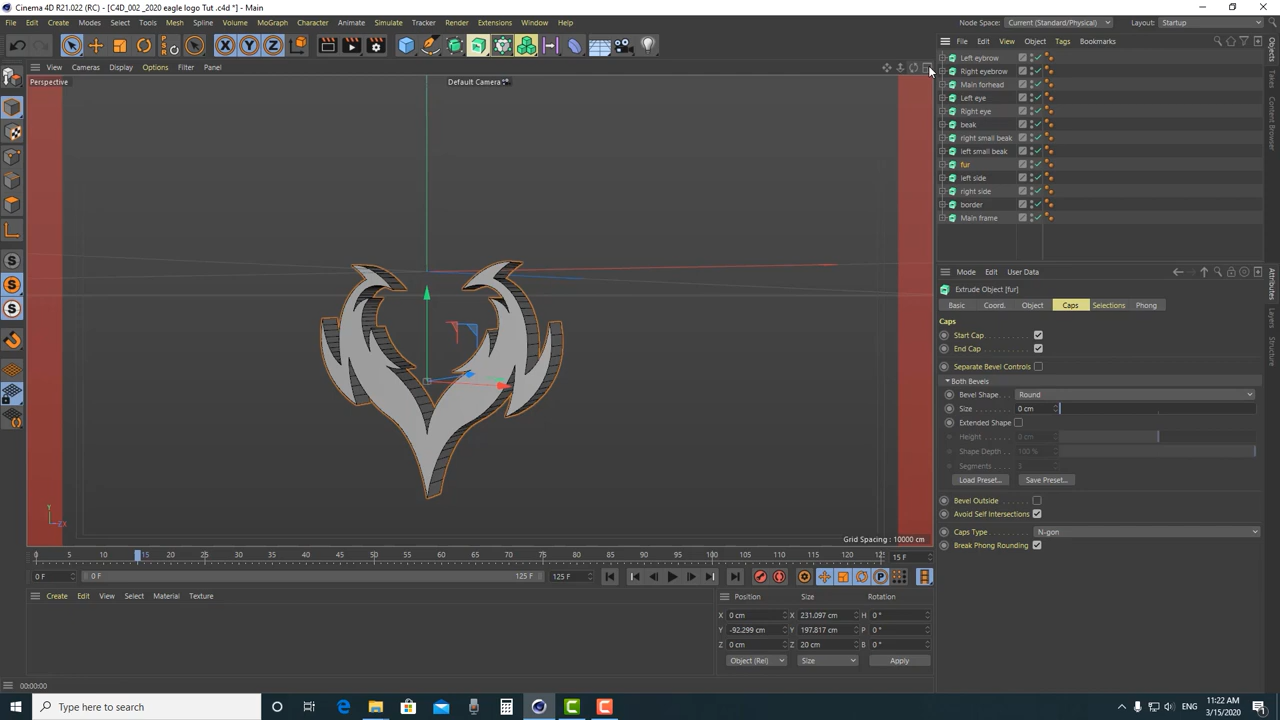 Cinema 4D R21.022 (RC) - [C4D_002 _2020 eagle logo Tut .c4d *] - Main
File Edit Create Modes Select Tools Mesh Spline Volume MoGraph Character Animate Simulate Tracker Render Extensions Window Help
Node Space: Current (Standard/Physical) Layout: Startup
View Cameras Display Options Filter Panel
Perspective
Default Camera
File Edit View Object Tags Bookmarks
Left eybrow
Right eyebrow
Main forhead
Left eye
Right eye
beak
right small beak
left small beak
fur
left side
right side
border
Main frame
Objects
Content Browser
Mode Edit User Data
Extrude Object [fur]
Basic Coord. Object Caps Selections Phong
Caps
Start Cap
End Cap
Separate Bevel Controls
Both Bevels
Bevel Shape Round
Size 0 cm
Extended Shape
Height 0 cm
Shape Depth 100 %
Segments 3
Load Preset... Save Preset...
Bevel Outside
Avoid Self Intersections
Caps Type N-gon
Break Phong Rounding
Attributes
Layers
Structure
Y
Grid Spacing : 10000 cm
0 5 10 15 20 25 30 35 40 45 50 55 60 65 70 75 80 85 90 95 100 105 110 115 120 15 F
0 F 0 F 125 F 125 F
Create Edit View Select Material Texture
Position Size Rotation
X 0 cm X 231.097 cm H 0 °
Y -92.299 cm Y 197.817 cm P 0 °
Z 0 cm Z 20 cm B 0 °
Object (Rel) Size Apply
00:00:00
Type here to search
11:22 AM
3/15/2020